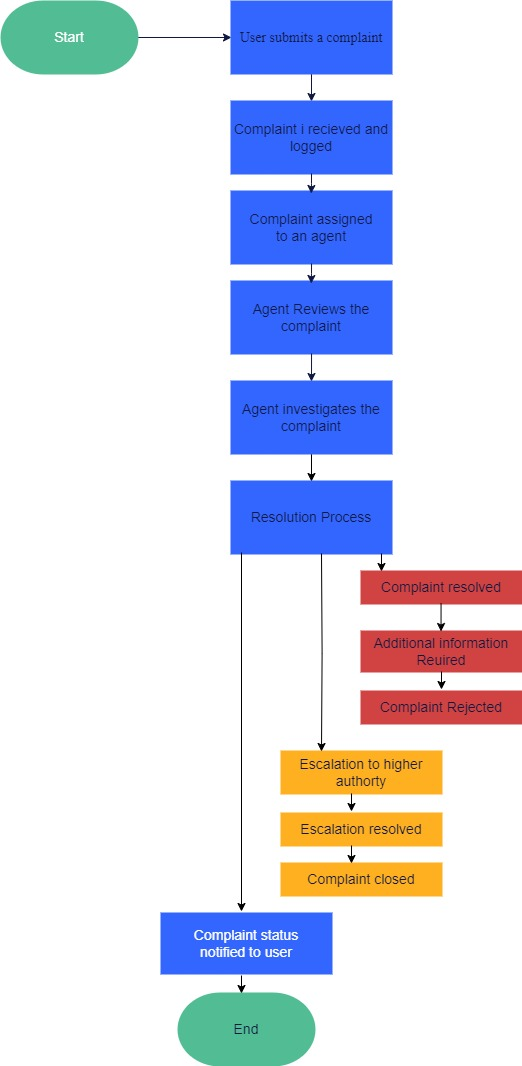 Start
User submits a complaint
Complaint i recieved and
logged
Complaint assigned
to an agent
Agent Reviews the
complaint
Agent investigates the
complaint
Resolution Process
Complaint resolved
Additional information
Reuired
Complaint Rejected
Escalation to higher
authorty
Escalation resolved
Complaint closed
Complaint status
notified to user
End